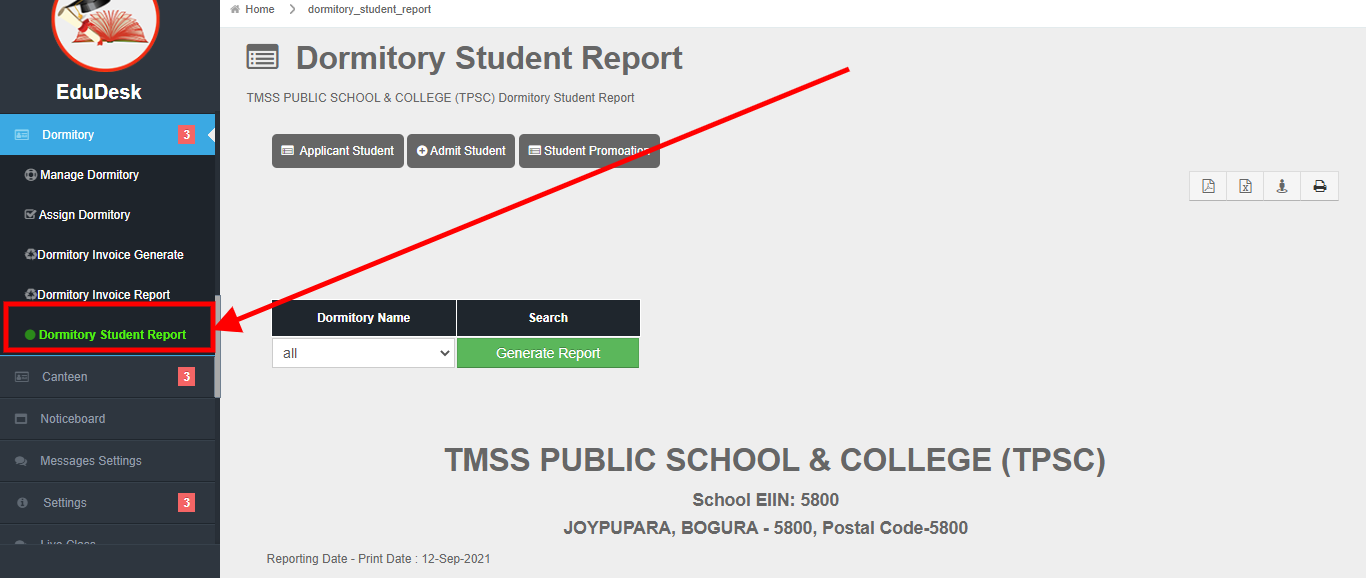 Home > dormitory_student_report
EduDesk
Dormitory 3
Manage Dormitory
Assign Dormitory
Dormitory Invoice Generate
Dormitory Invoice Report
Dormitory Student Report
Canteen 3
Noticeboard
Messages Settings
Settings 3
Live Class
Dormitory Student Report
TMSS PUBLIC SCHOOL & COLLEGE (TPSC) Dormitory Student Report
Applicant Student Admit Student Student Promoation
Dormitory Name Search
all Generate Report
TMSS PUBLIC SCHOOL & COLLEGE (TPSC)
School EIIN: 5800
JOYPUPARA, BOGURA - 5800, Postal Code-5800
Reporting Date - Print Date : 12-Sep-2021